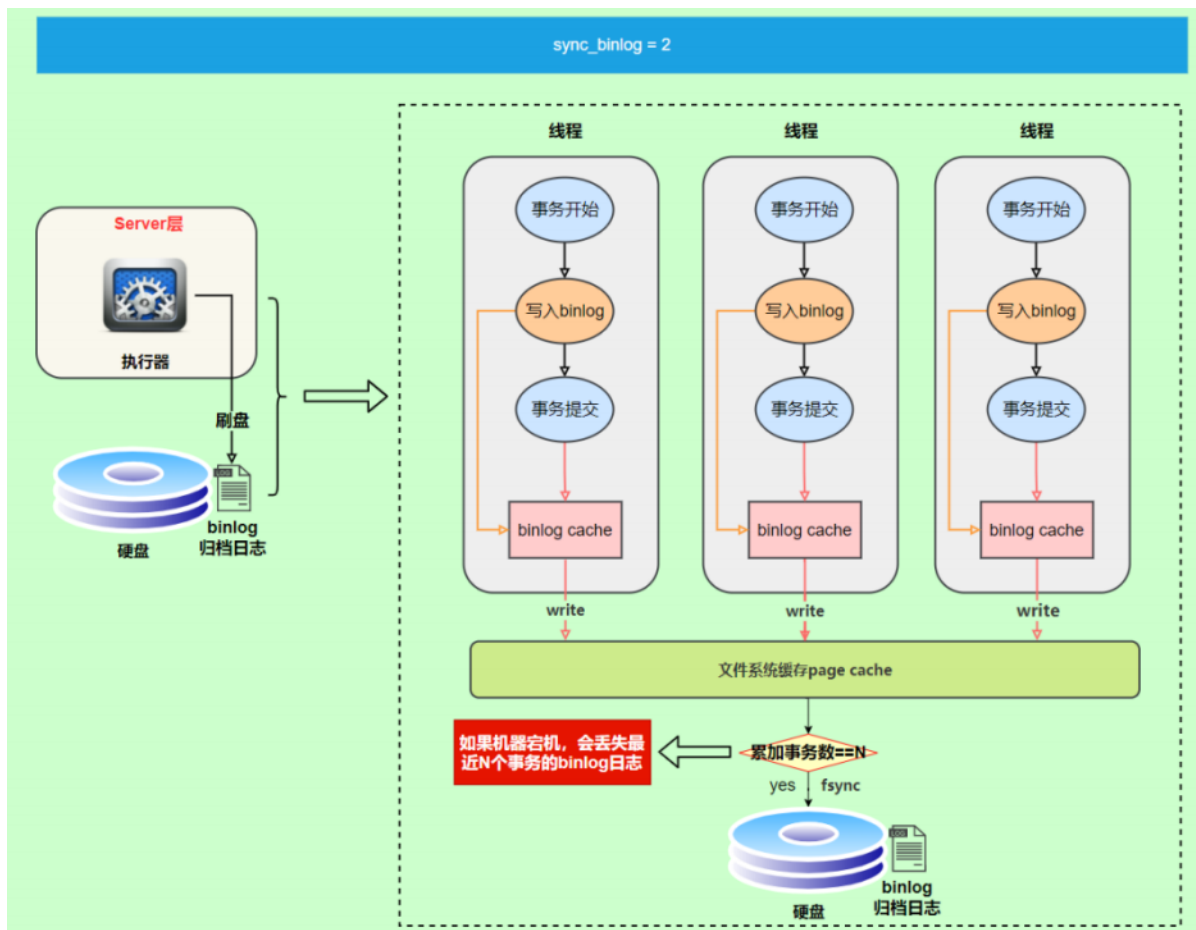 sync_binlog = 2
Server层
执行器
刷盘
硬盘
binlog
归档日志
线程
线程
线程
事务开始
事务开始
事务开始
写入binlog
写入binlog
写入binlog
事务提交
事务提交
事务提交
binlog cache
binlog cache
binlog cache
write
write
write
文件系统缓存page cache
如果机器宕机，会丢失最
近N个事务的binlog日志
累加事务数==N
yes
fsync
LOG
硬盘
binlog
归档日志